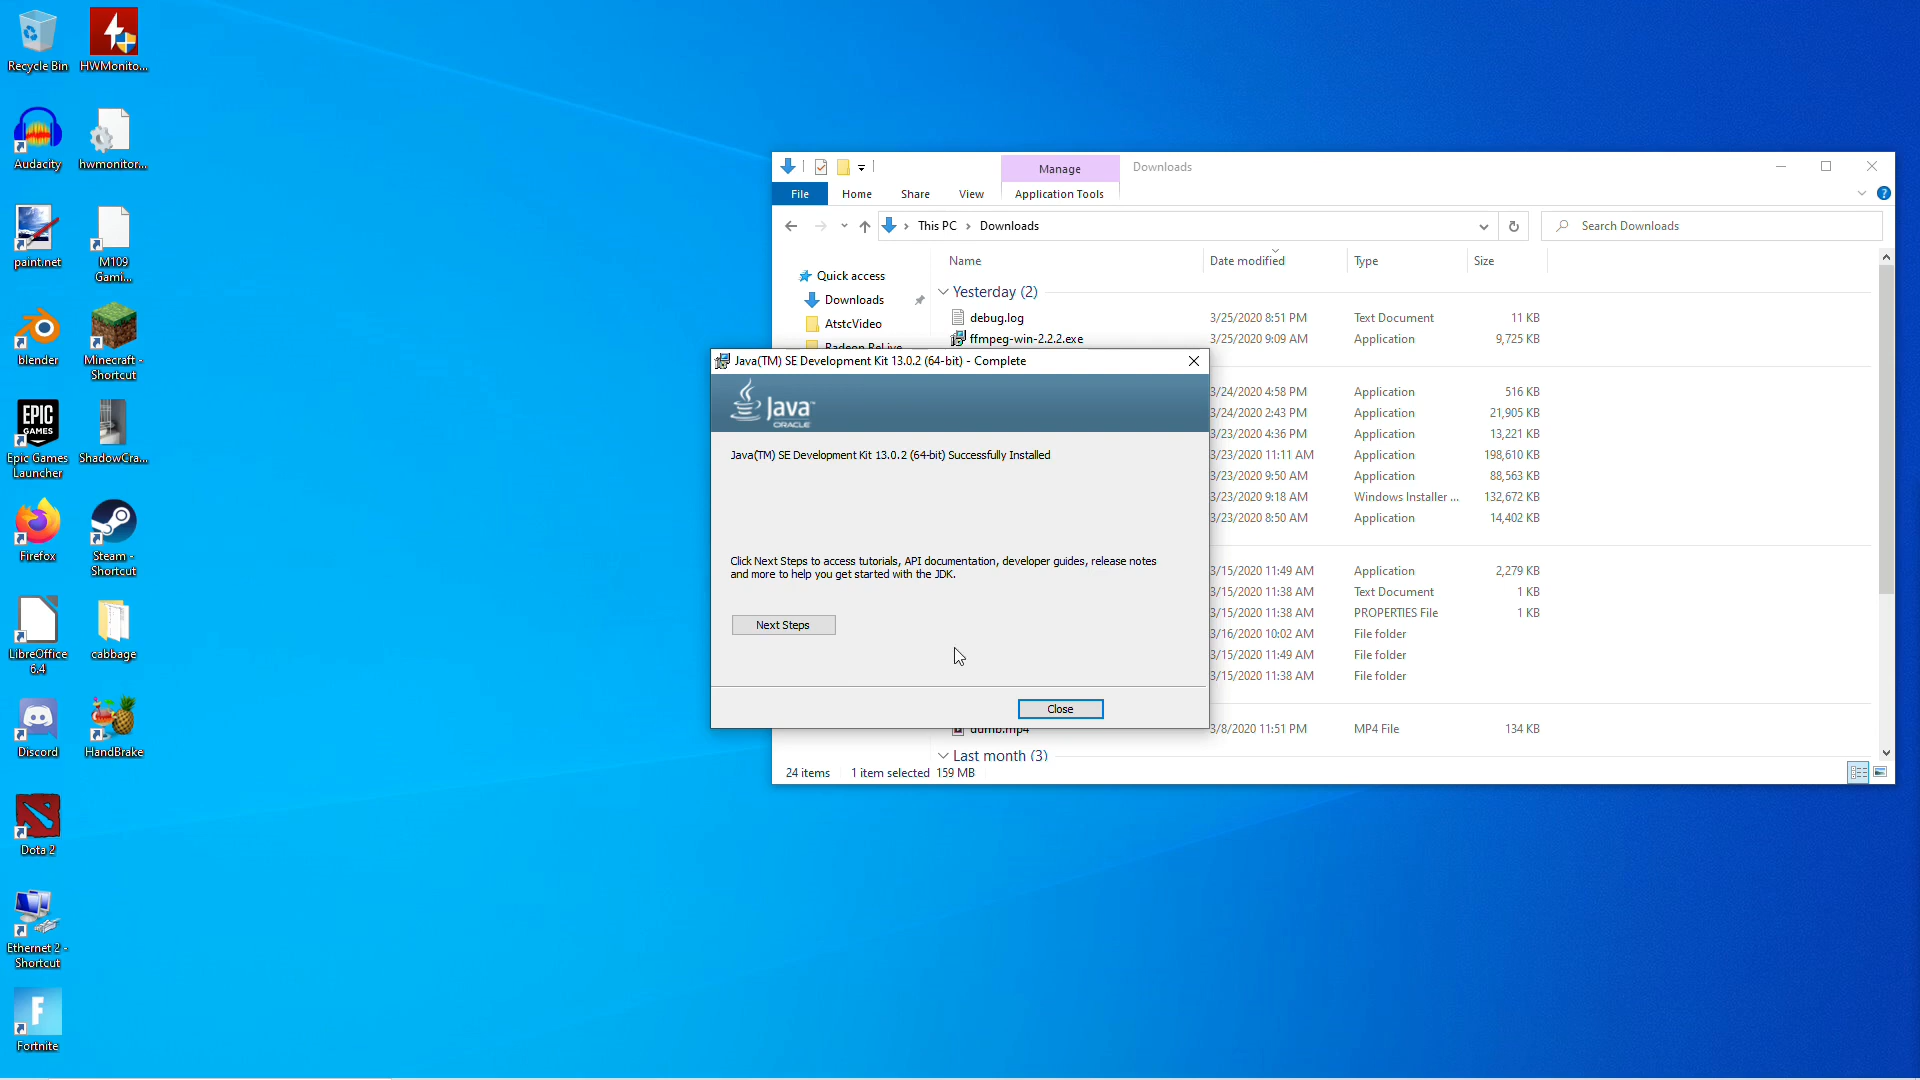 Recycle Bin
HWMonito...
Audacity
hwmonitor...
paint.net
M109
Gami...
blender
Minecraft -
Shortcut
EPIC
GAMES
Epic Games
Launcher
ShadowCra...
Firefox
Steam -
Shortcut
LibreOffice
6.4
cabbage
Discord
HandBrake
Dota 2
Ethernet 2 -
Shortcut
F
Fortnite
Manage
Downloads
File
Home
Share
View
Application Tools
This PC > Downloads
Search Downloads
Name
Date modified
Type
Size
Quick access
Downloads
AtstcVideo
Radeon ReLive
Yesterday (2)
debug.log 3/25/2020 8:51 PM Text Document 11 KB
ffmpeg-win-2.2.2.exe 3/25/2020 9:09 AM Application 9,725 KB
3/24/2020 4:58 PM Application 516 KB
3/24/2020 2:43 PM Application 21,905 KB
3/23/2020 4:36 PM Application 13,221 KB
3/23/2020 11:11 AM Application 198,610 KB
3/23/2020 9:50 AM Application 88,563 KB
3/23/2020 9:18 AM Windows Installer ... 132,672 KB
3/23/2020 8:50 AM Application 14,402 KB
3/15/2020 11:49 AM Application 2,279 KB
3/15/2020 11:38 AM Text Document 1 KB
3/15/2020 11:38 AM PROPERTIES File 1 KB
3/16/2020 10:02 AM File folder
3/15/2020 11:49 AM File folder
3/15/2020 11:38 AM File folder
dumb.mp4 3/8/2020 11:51 PM MP4 File 134 KB
Last month (3)
24 items 1 item selected 159 MB
Java(TM) SE Development Kit 13.0.2 (64-bit) - Complete
Java™
ORACLE
Java(TM) SE Development Kit 13.0.2 (64-bit) Successfully Installed
Click Next Steps to access tutorials, API documentation, developer guides, release notes
and more to help you get started with the JDK.
Next Steps
Close